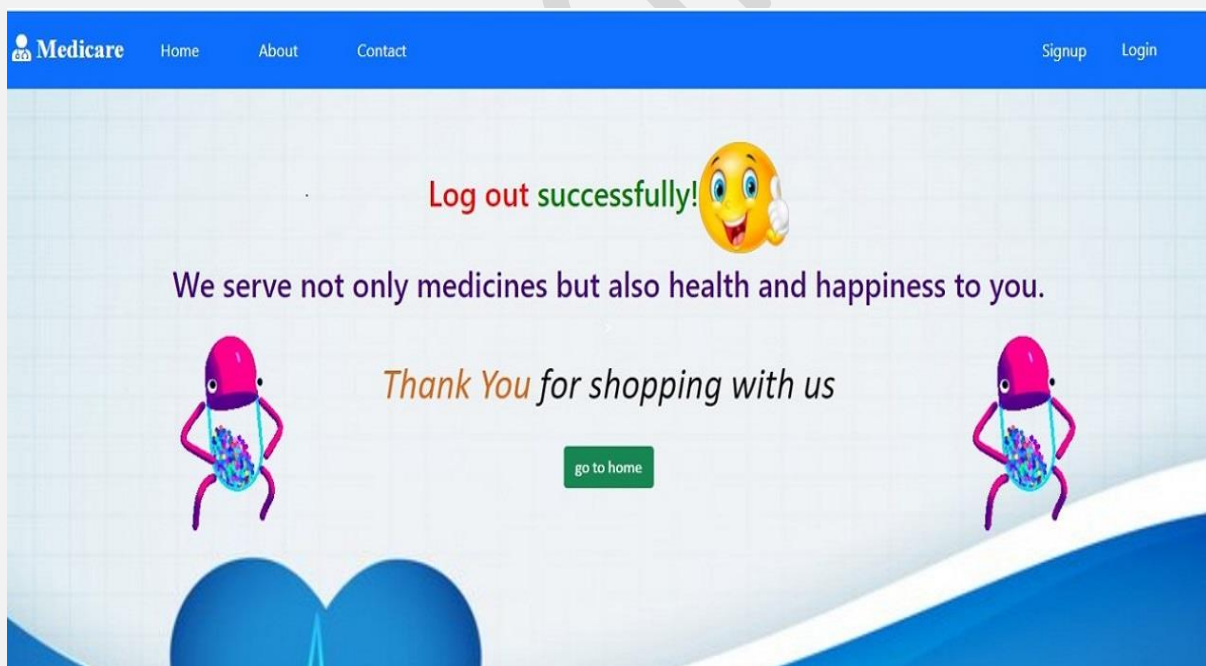 Medicare Home About Contact Signup Login
Log out successfully!
We serve not only medicines but also health and happiness to you.
Thank You for shopping with us
go to home